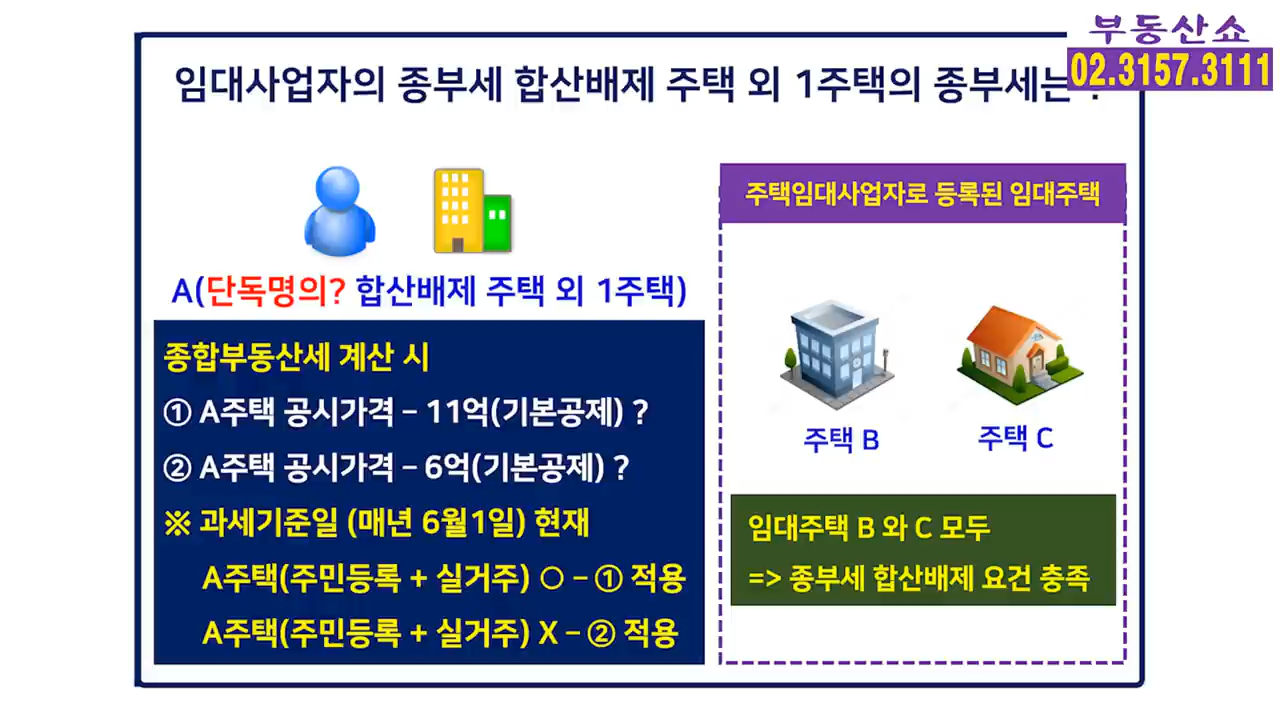 부동산쇼
02.3157.3111
임대사업자의 종부세 합산배제 주택 외 1주택의 종부세는 ?
주택임대사업자로 등록된 임대주택
A(단독명의? 합산배제 주택 외 1주택)
종합부동산세 계산 시
① A주택 공시가격 – 11억(기본공제) ?
② A주택 공시가격 – 6억(기본공제) ?
※ 과세기준일 (매년 6월1일) 현재
A주택(주민등록 + 실거주) ○ – ① 적용
A주택(주민등록 + 실거주) X – ② 적용
주택 B
주택 C
임대주택 B 와 C 모두
=> 종부세 합산배제 요건 충족